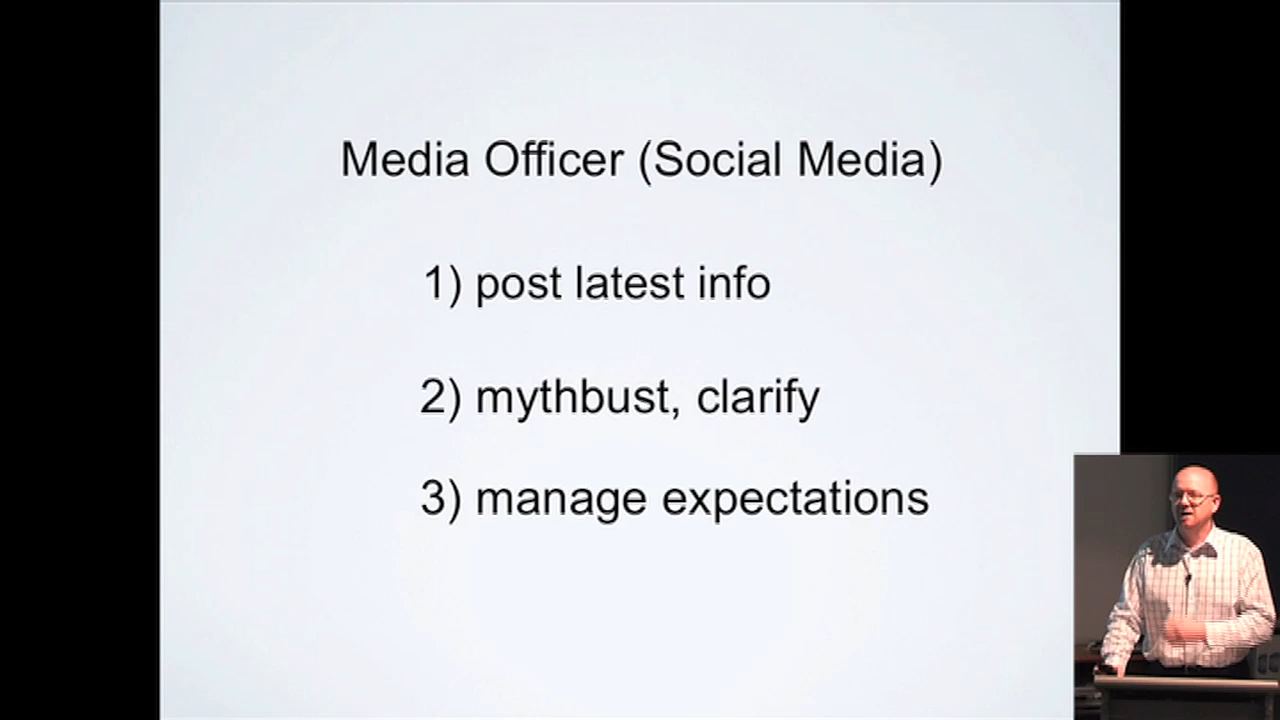 Media Officer (Social Media)
1) post latest info
2) mythbust, clarify
3) manage expectations